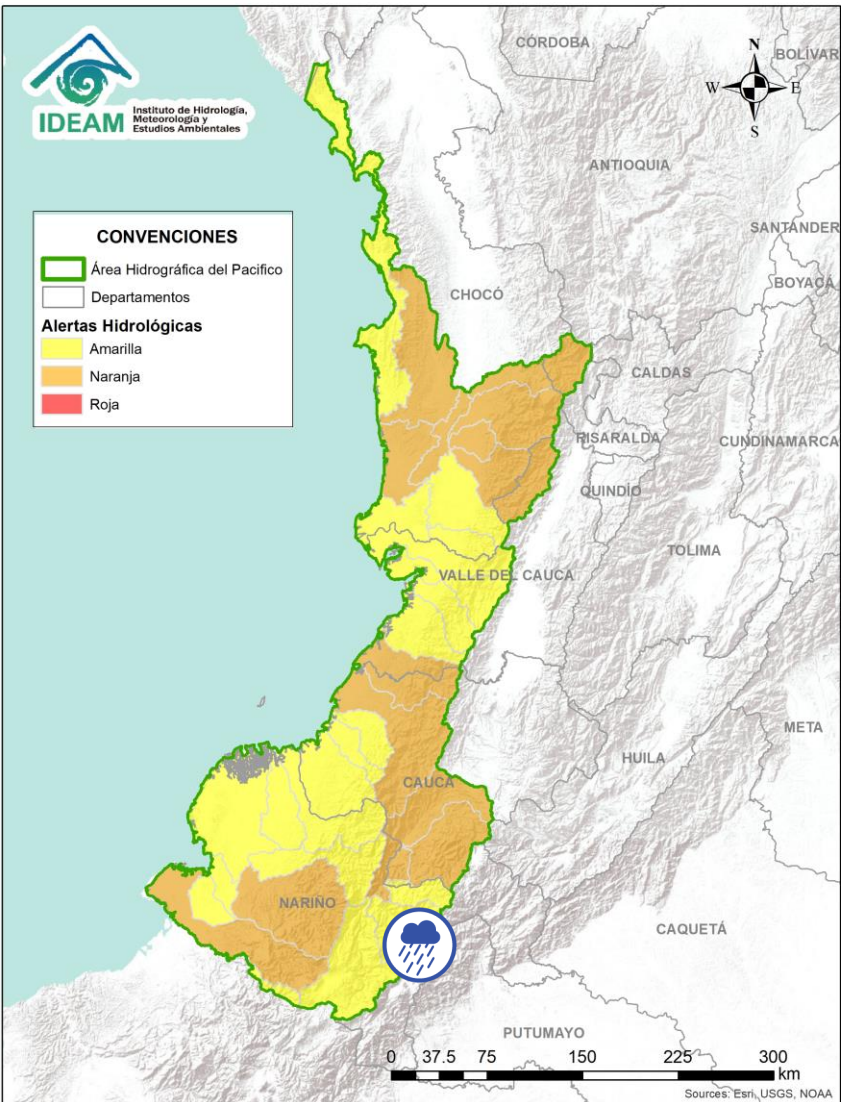 IDEAM
Instituto de Hidrología,
Meteorología y
Estudios Ambientales
N
W
E
S
CÓRDOBA
BOLÍVAR
ANTIOQUIA
SANTANDER
BOYACÁ
CHOCÓ
CONVENCIONES
Área Hidrográfica del Pacifico
Departamentos
Alertas Hidrológicas
Amarilla
Naranja
Roja
CALDAS
RISARALDA
CUNDINAMARCA
QUINDÍO
TOLIMA
VALLE DEL CAUCA
META
HUILA
CAUCA
NARIÑO
CAQUETÁ
PUTUMAYO
0 37.5 75 150 225 300
km
Sources: Esri, USGS, NOAA